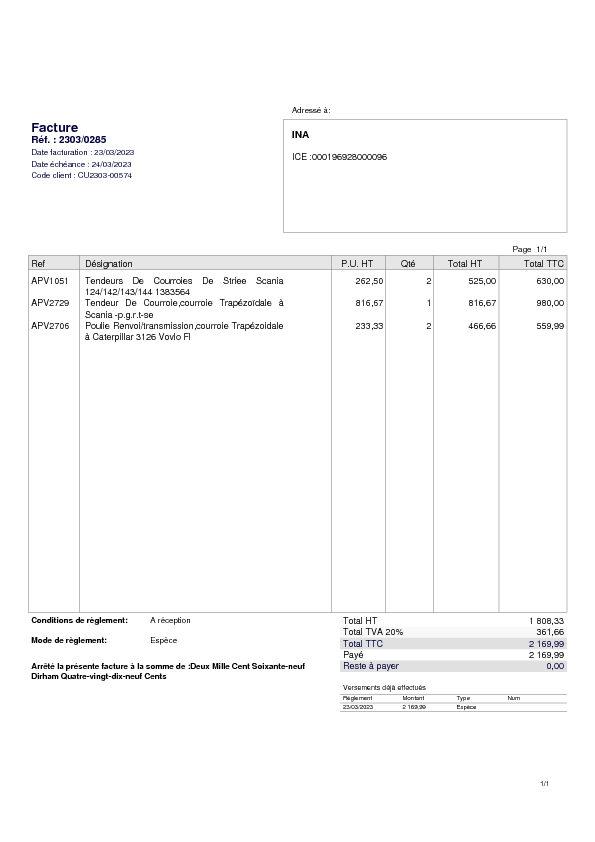 Adressé à:
Facture
Réf. : 2303/0285
Date facturation : 23/03/2023
Date échéance : 24/03/2023
Code client : CU2303-00574
INA
ICE :000196928000096
Page 1/1
Ref Désignation P.U. HT Qté Total HT Total TTC
APV1051 Tendeurs De Courroies De Striee Scania 262,50 2 525,00 630,00
124/142/143/144 1383564
APV2729 Tendeur De Courroie,courroie Trapézoïdale à 816,67 1 816,67 980,00
Scania -p.g.r.t-se
APV2706 Poulie Renvoi/transmission,courroie Trapézoidale 233,33 2 466,66 559,99
à Caterpillar 3126 Vovlo Fl
Conditions de règlement: A réception
Mode de règlement: Espèce
Arrêté la présente facture à la somme de :Deux Mille Cent Soixante-neuf
Dirham Quatre-vingt-dix-neuf Cents
Total HT 1 808,33
Total TVA 20% 361,66
Total TTC 2 169,99
Payé 2 169,99
Reste à payer 0,00
Versements déjà effectués
Règlement Montant Type Num
23/03/2023 2 169,99 Espèce
1/1